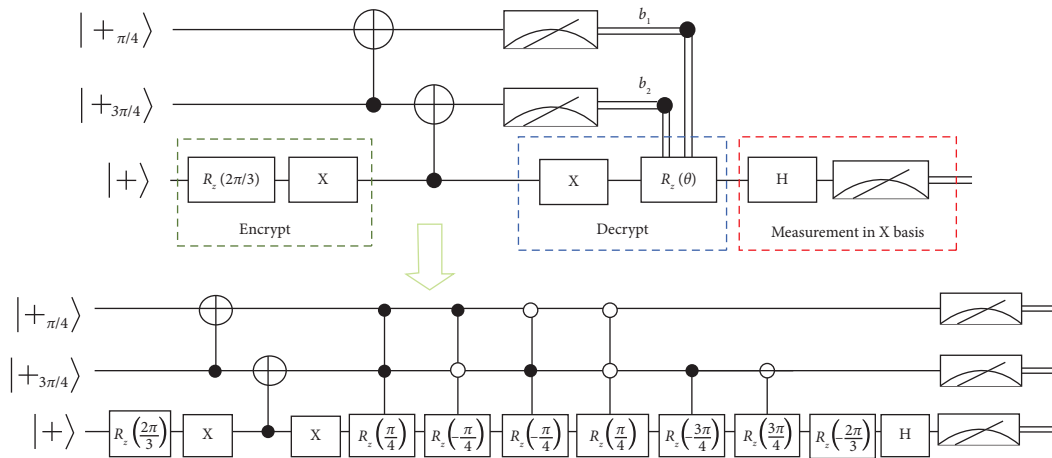 |+π/4⟩
b1
|+3π/4⟩
b2
|+⟩ Rz (2π/3) X X Rz (θ) H
Encrypt Decrypt Measurement in X basis
|+π/4⟩
|+3π/4⟩
|+⟩ Rz(2π/3) X X Rz(π/4) Rz(-π/4) Rz(-π/4) Rz(π/4) Rz(-3π/4) Rz(3π/4) Rz(-2π/3) H